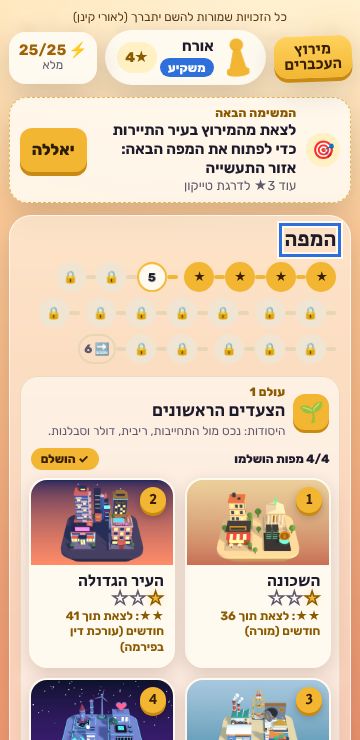 כל הזכויות שמורות להשם יתברך (לאורי קינן)
מירוץ
העכברים
אורח
משקיע
4★
⚡ 25/25
מלא
המשימה הבאה
לצאת מהמירוץ בעיר התיירות
כדי לפתוח את המפה הבאה:
אזור התעשייה
עוד 3★ לדרגת טייקון
יאללה
המפה
5
6
עולם 1
הצעדים הראשונים
היסודות: נכס מול התחייבות, ריבית, דולר וסבלנות.
4/4 מפות הושלמו
✓ הושלם
1
השכונה
★★: לצאת תוך 36
חודשים (מורה)
2
העיר הגדולה
★★: לצאת תוך 41
חודשים (עורכת דין
בפירמה)
3
4